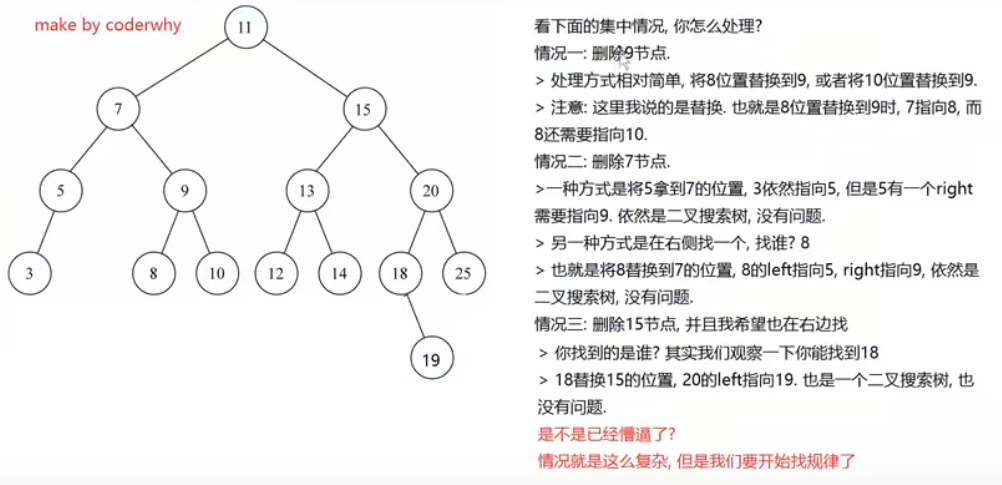 make by coderwhy
11
7
15
5
9
13
20
3
8
10
12
14
18
25
19
看下面的集中情况, 你怎么处理?
情况一: 删除9节点.
> 处理方式相对简单, 将8位置替换到9, 或者将10位置替换到9.
> 注意: 这里我说的是替换. 也就是8位置替换到9时, 7指向8, 而
8还需要指向10.
情况二: 删除7节点.
>一种方式是将5拿到7的位置, 3依然指向5, 但是5有一个right
需要指向9. 依然是二叉搜索树, 没有问题.
> 另一种方式是在右侧找一个, 找谁? 8
> 也就是将8替换到7的位置, 8的left指向5, right指向9, 依然是
二叉搜索树, 没有问题.
情况三: 删除15节点, 并且我希望也在右边找
> 你找到的是谁? 其实我们观察一下你能找到18
> 18替换15的位置, 20的left指向19. 也是一个二叉搜索树, 也
没有问题.
是不是已经懵逼了?
情况就是这么复杂, 但是我们要开始找规律了